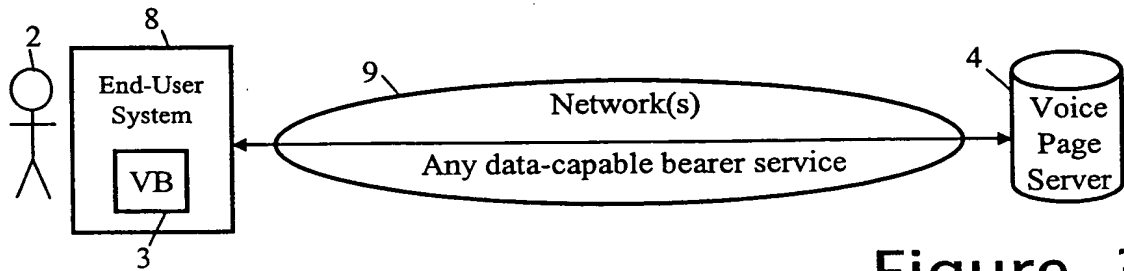 2
8
End-User
System
VB
3
9
Network(s)
Any data-capable bearer service
4
Voice
Page
Server
Figure